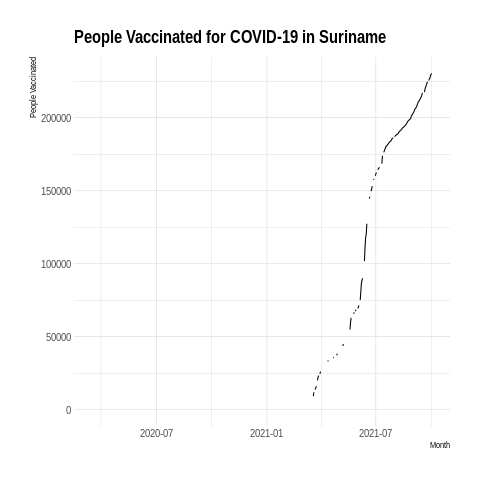 People Vaccinated for COVID-19 in Suriname
People Vaccinated
200000
150000
100000
50000
0
2020-07
2021-01
2021-07
Month